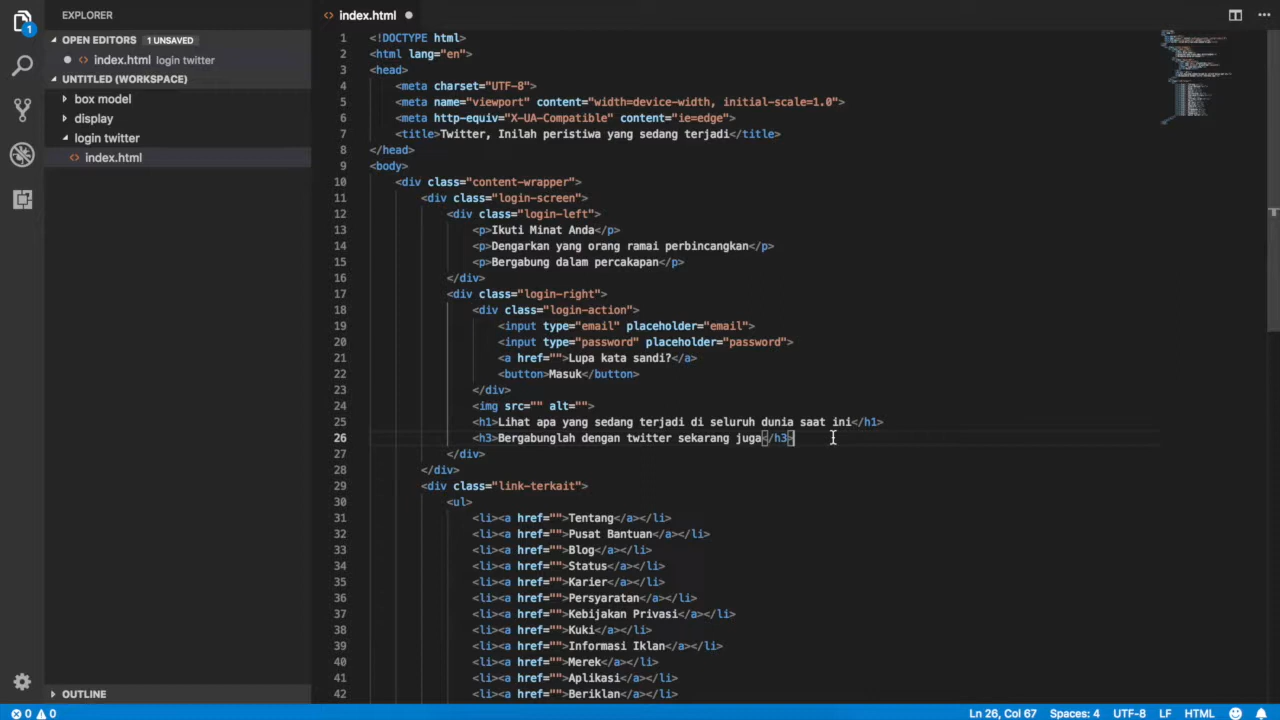 EXPLORER
OPEN EDITORS 1 UNSAVED
index.html login twitter
UNTITLED (WORKSPACE)
box model
display
login twitter
index.html
OUTLINE
1
index.html
1 <!DOCTYPE html>
2 <html lang="en">
3 <head>
4 <meta charset="UTF-8">
5 <meta name="viewport" content="width=device-width, initial-scale=1.0">
6 <meta http-equiv="X-UA-Compatible" content="ie=edge">
7 <title>Twitter, Inilah peristiwa yang sedang terjadi</title>
8 </head>
9 <body>
10 <div class="content-wrapper">
11 <div class="login-screen">
12 <div class="login-left">
13 <p>Ikuti Minat Anda</p>
14 <p>Dengarkan yang orang ramai perbincangkan</p>
15 <p>Bergabung dalam percakapan</p>
16 </div>
17 <div class="login-right">
18 <div class="login-action">
19 <input type="email" placeholder="email">
20 <input type="password" placeholder="password">
21 <a href="">Lupa kata sandi?</a>
22 <button>Masuk</button>
23 </div>
24 <img src="" alt="">
25 <h1>Lihat apa yang sedang terjadi di seluruh dunia saat ini</h1>
26 <h3>Bergabunglah dengan twitter sekarang juga</h3>
27 </div>
28 </div>
29 <div class="link-terkait">
30 <ul>
31 <li><a href="">Tentang</a></li>
32 <li><a href="">Pusat Bantuan</a></li>
33 <li><a href="">Blog</a></li>
34 <li><a href="">Status</a></li>
35 <li><a href="">Karier</a></li>
36 <li><a href="">Persyaratan</a></li>
37 <li><a href="">Kebijakan Privasi</a></li>
38 <li><a href="">Kuki</a></li>
39 <li><a href="">Informasi Iklan</a></li>
40 <li><a href="">Merek</a></li>
41 <li><a href="">Aplikasi</a></li>
42 <li><a href="">Beriklan</a></li>
0 0 Ln 26, Col 67 Spaces: 4 UTF-8 LF HTML